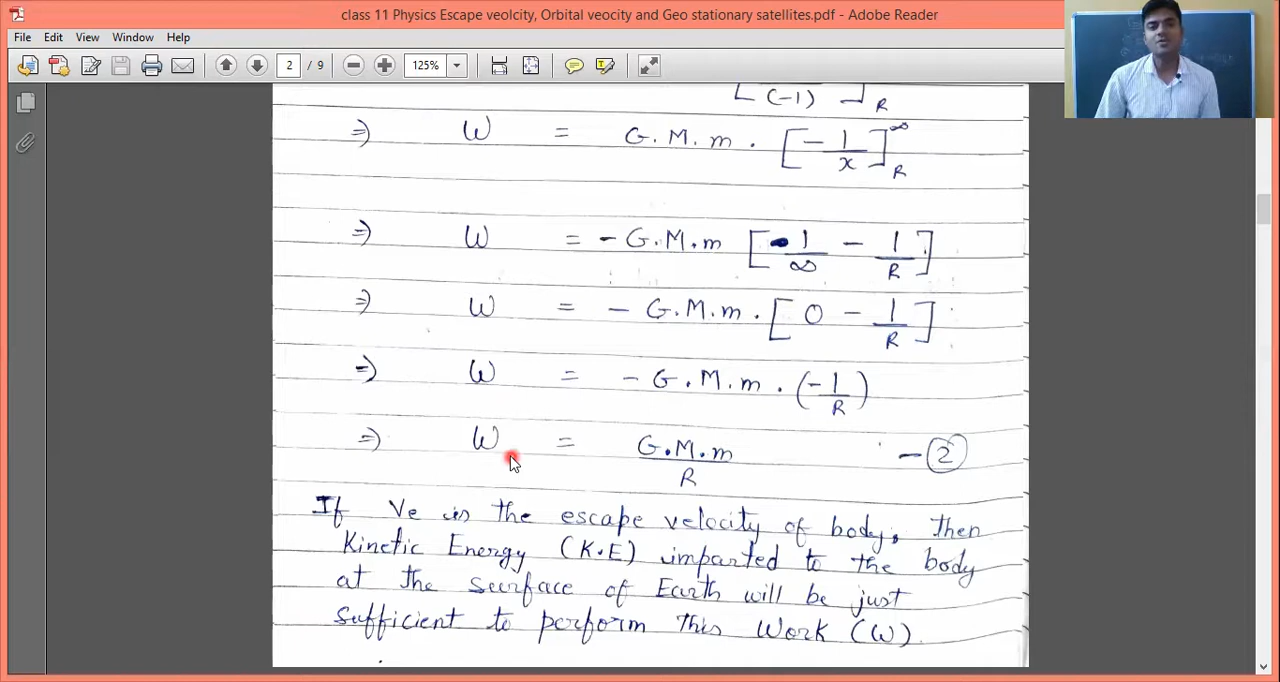 class 11 Physics Escape veolcity, Orbital veocity and Geo stationary satellites.pdf - Adobe Reader
File Edit View Window Help
2 / 9 125%
[ (-1) ]R
⇒ W = G.M.m . [- 1/x]∞R
⇒ W = - G.M.m [1/∞ - 1/R]
⇒ W = - G.M.m . [0 - 1/R]
⇒ W = - G.M.m . (-1/R)
⇒ W = G.M.m/R - ②
If Ve is the escape velocity of body, then
Kinetic Energy (K.E) imparted to the body
at the surface of Earth will be just
sufficient to perform this Work (W).